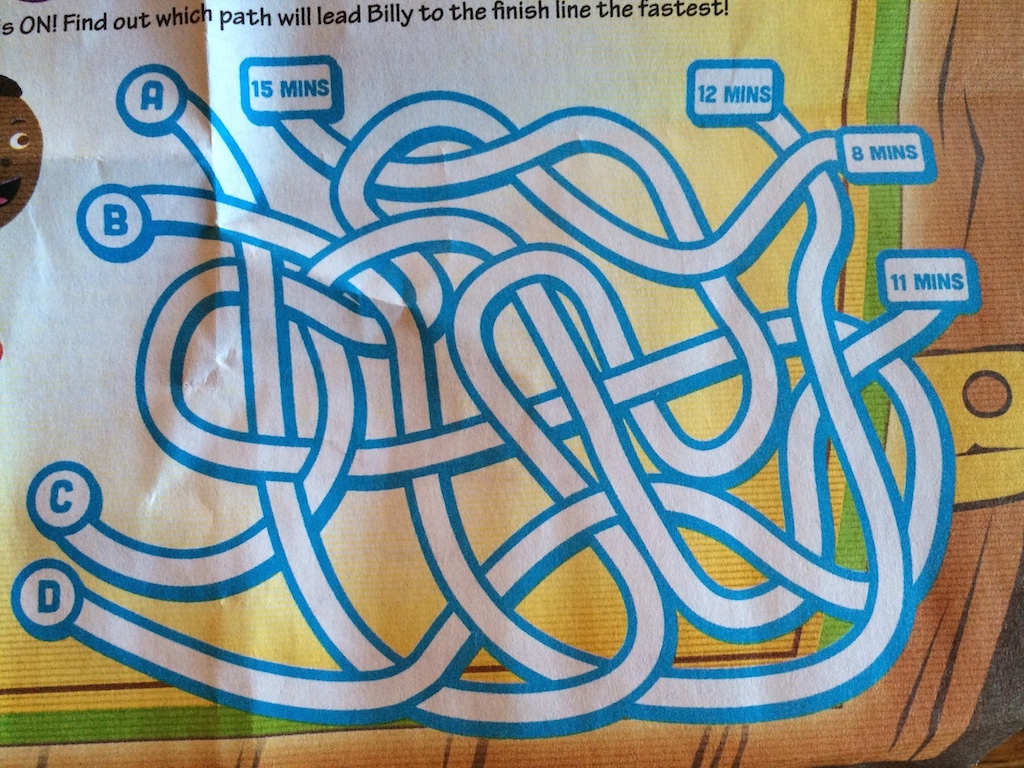 is ON! Find out which path will lead Billy to the finish line the fastest!
A
15 MINS
12 MINS
8 MINS
B
11 MINS
C
D